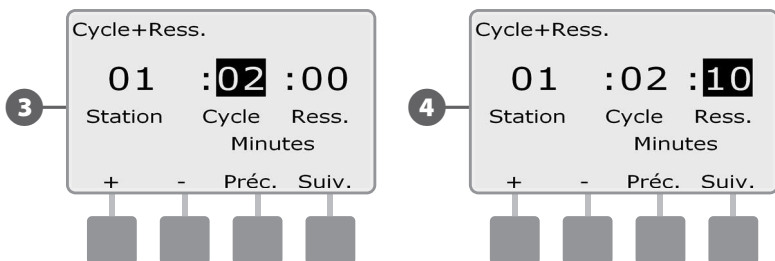 Cycle+Ress.
01 :02 :00
Station Cycle Ress.
Minutes
+ - Préc. Suiv.
3
Cycle+Ress.
01 :02 :10
Station Cycle Ress.
Minutes
+ - Préc. Suiv.
4